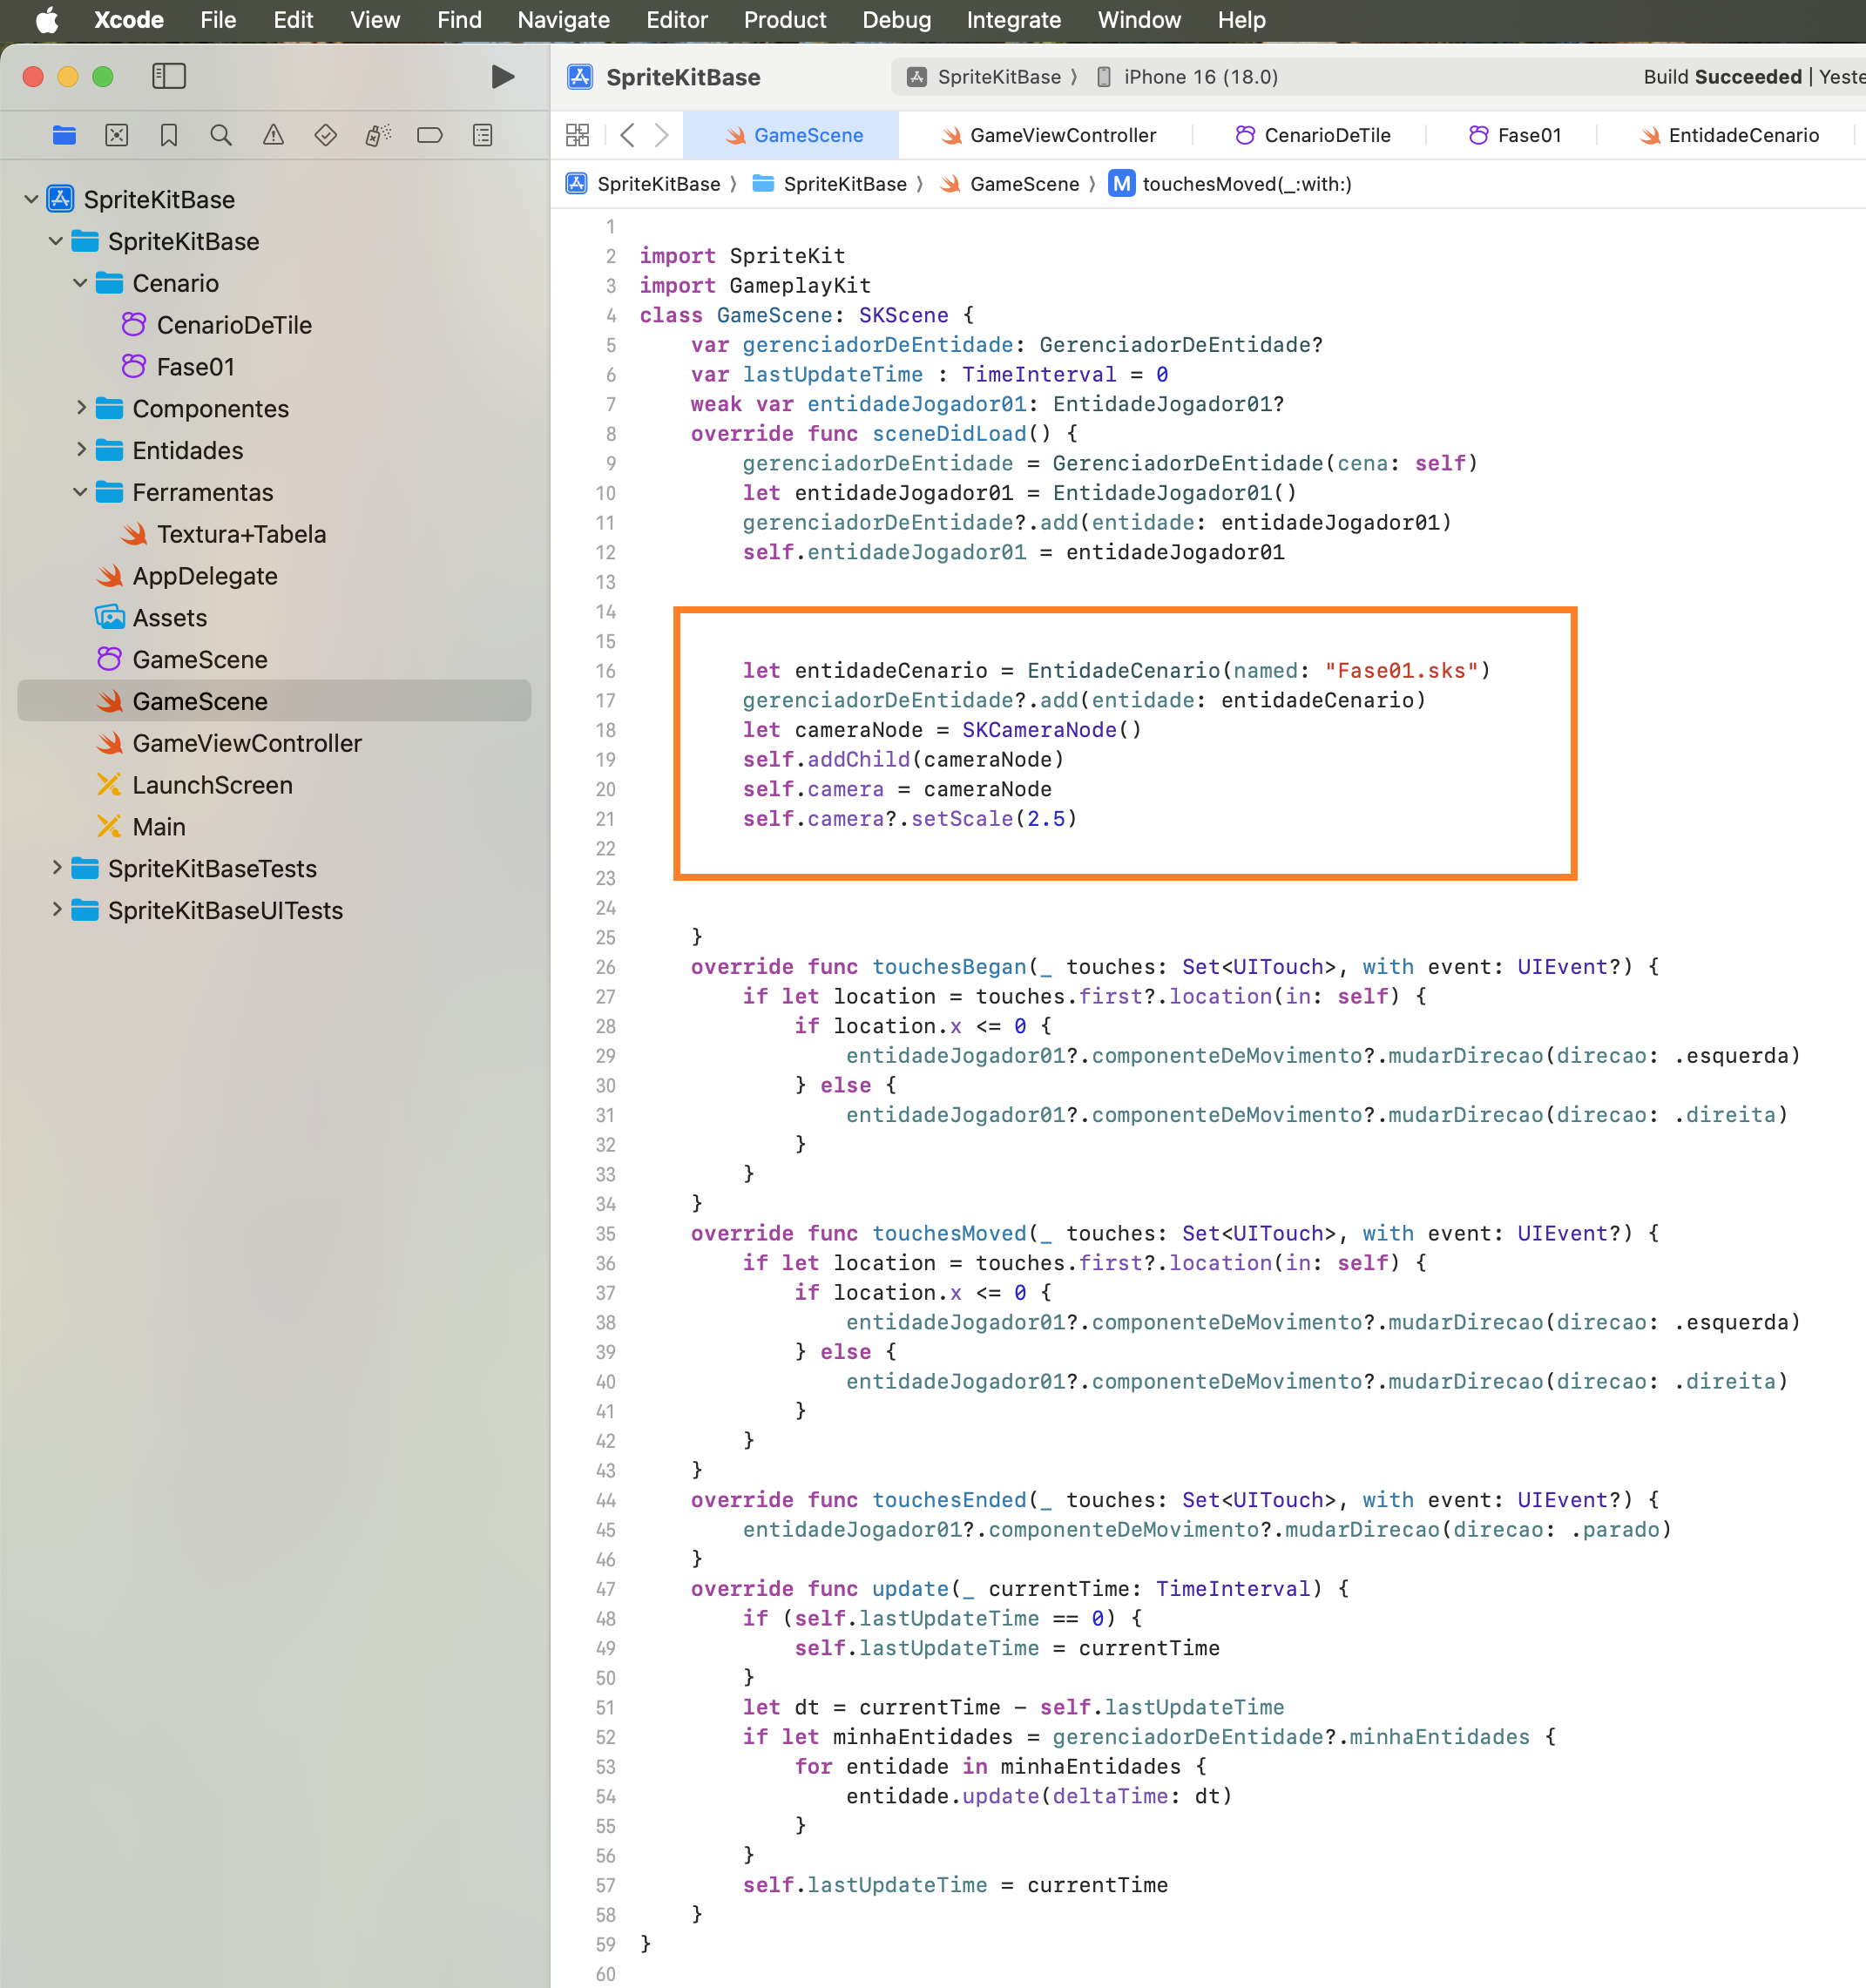 Xcode File Edit View Find Navigate Editor Product Debug Integrate Window Help
SpriteKitBase
SpriteKitBase
Cenario
CenarioDeTile
Fase01
Componentes
Entidades
Ferramentas
Textura+Tabela
AppDelegate
Assets
GameScene
GameScene
GameViewController
LaunchScreen
Main
SpriteKitBaseTests
SpriteKitBaseUITests
SpriteKitBase SpriteKitBase 〉 iPhone 16 (18.0) Build Succeeded | Yeste
GameScene GameViewController CenarioDeTile Fase01 EntidadeCenario
SpriteKitBase 〉 SpriteKitBase 〉 GameScene 〉 M touchesMoved(_:with:)
1
2 import SpriteKit
3 import GameplayKit
4 class GameScene: SKScene {
5 var gerenciadorDeEntidade: GerenciadorDeEntidade?
6 var lastUpdateTime : TimeInterval = 0
7 weak var entidadeJogador01: EntidadeJogador01?
8 override func sceneDidLoad() {
9 gerenciadorDeEntidade = GerenciadorDeEntidade(cena: self)
10 let entidadeJogador01 = EntidadeJogador01()
11 gerenciadorDeEntidade?.add(entidade: entidadeJogador01)
12 self.entidadeJogador01 = entidadeJogador01
13
14
15
16 let entidadeCenario = EntidadeCenario(named: "Fase01.sks")
17 gerenciadorDeEntidade?.add(entidade: entidadeCenario)
18 let cameraNode = SKCameraNode()
19 self.addChild(cameraNode)
20 self.camera = cameraNode
21 self.camera?.setScale(2.5)
22
23
24
25 }
26 override func touchesBegan(_ touches: Set<UITouch>, with event: UIEvent?) {
27 if let location = touches.first?.location(in: self) {
28 if location.x <= 0 {
29 entidadeJogador01?.componenteDeMovimento?.mudarDirecao(direcao: .esquerda)
30 } else {
31 entidadeJogador01?.componenteDeMovimento?.mudarDirecao(direcao: .direita)
32 }
33 }
34 }
35 override func touchesMoved(_ touches: Set<UITouch>, with event: UIEvent?) {
36 if let location = touches.first?.location(in: self) {
37 if location.x <= 0 {
38 entidadeJogador01?.componenteDeMovimento?.mudarDirecao(direcao: .esquerda)
39 } else {
40 entidadeJogador01?.componenteDeMovimento?.mudarDirecao(direcao: .direita)
41 }
42 }
43 }
44 override func touchesEnded(_ touches: Set<UITouch>, with event: UIEvent?) {
45 entidadeJogador01?.componenteDeMovimento?.mudarDirecao(direcao: .parado)
46 }
47 override func update(_ currentTime: TimeInterval) {
48 if (self.lastUpdateTime == 0) {
49 self.lastUpdateTime = currentTime
50 }
51 let dt = currentTime - self.lastUpdateTime
52 if let minhaEntidades = gerenciadorDeEntidade?.minhaEntidades {
53 for entidade in minhaEntidades {
54 entidade.update(deltaTime: dt)
55 }
56 }
57 self.lastUpdateTime = currentTime
58 }
59 }
60